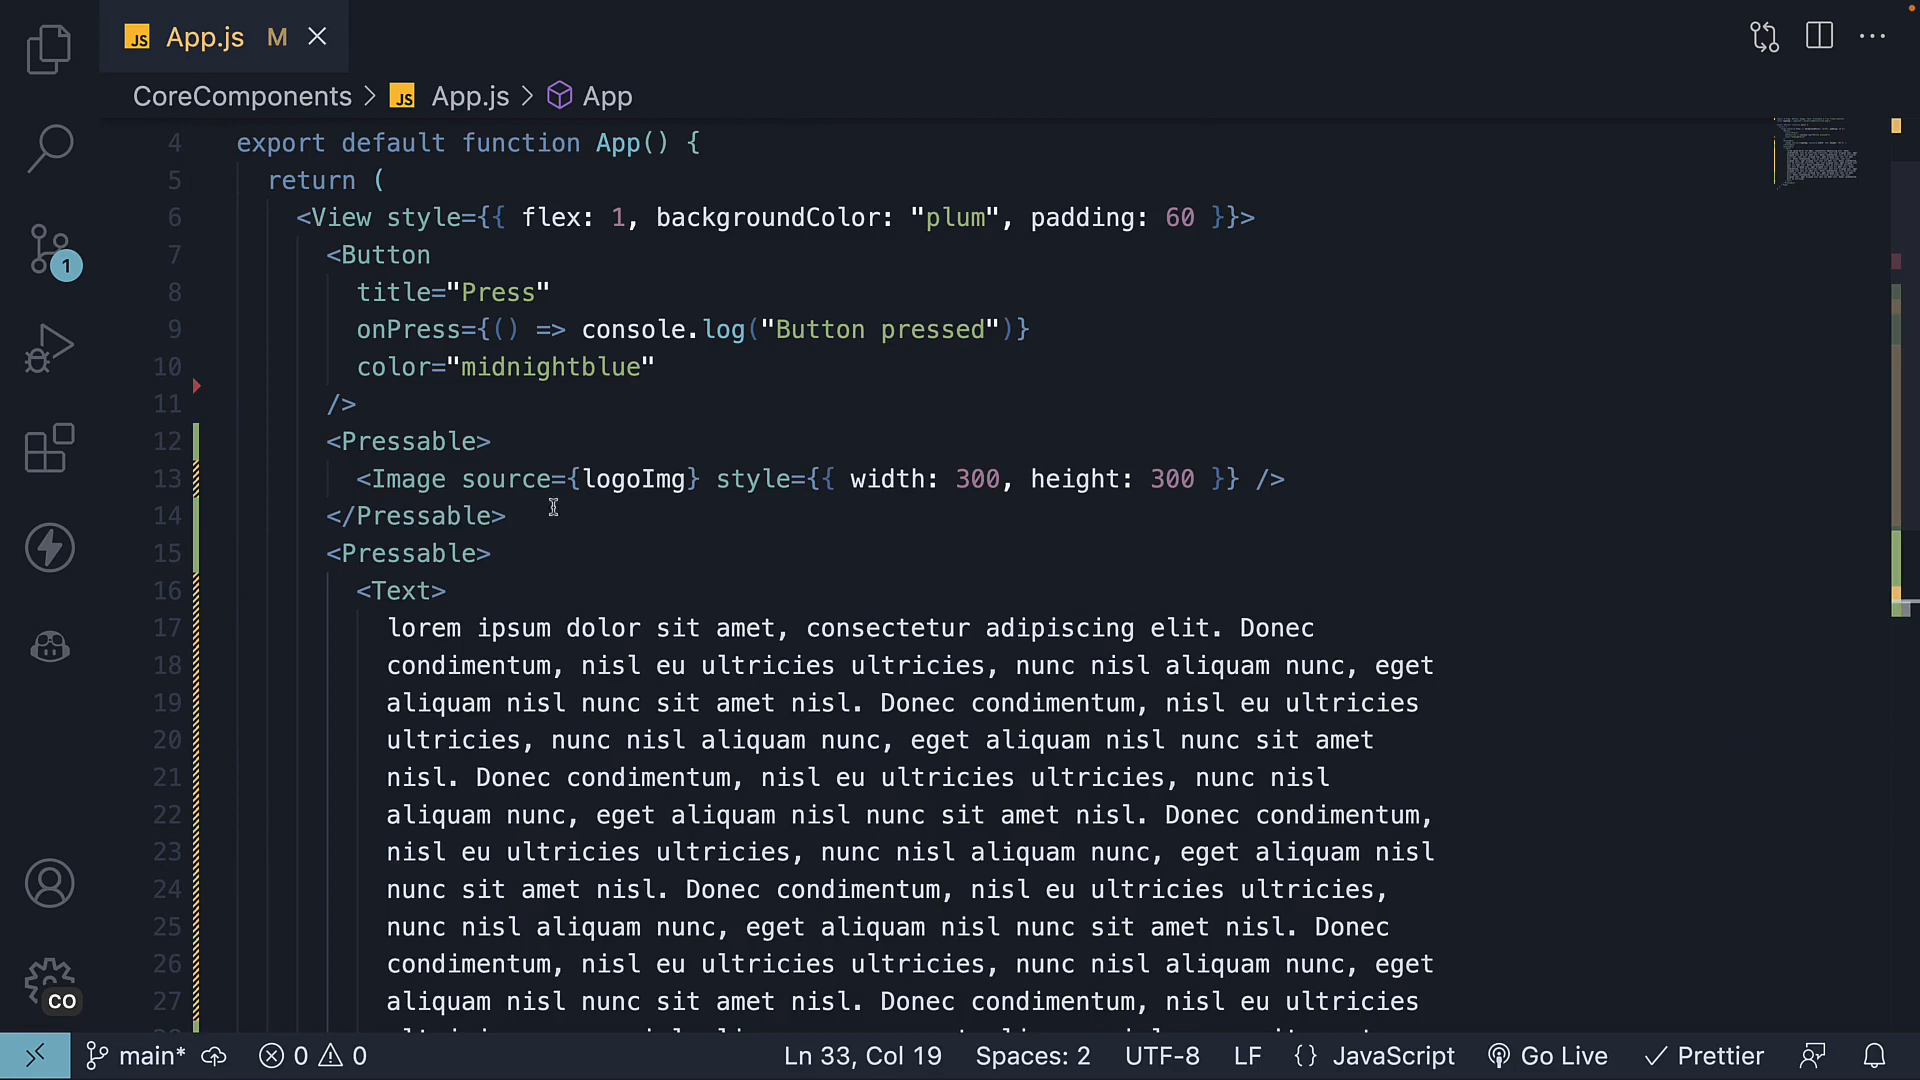 JS App.js M
CoreComponents > JS App.js > App
4 export default function App() {
5 return (
6 <View style={{ flex: 1, backgroundColor: "plum", padding: 60 }}>
7 <Button
8 title="Press"
9 onPress={() => console.log("Button pressed")}
10 color="midnightblue"
11 />
12 <Pressable>
13 <Image source={logoImg} style={{ width: 300, height: 300 }} />
14 </Pressable>
15 <Pressable>
16 <Text>
17 lorem ipsum dolor sit amet, consectetur adipiscing elit. Donec
18 condimentum, nisl eu ultricies ultricies, nunc nisl aliquam nunc, eget
19 aliquam nisl nunc sit amet nisl. Donec condimentum, nisl eu ultricies
20 ultricies, nunc nisl aliquam nunc, eget aliquam nisl nunc sit amet
21 nisl. Donec condimentum, nisl eu ultricies ultricies, nunc nisl
22 aliquam nunc, eget aliquam nisl nunc sit amet nisl. Donec condimentum,
23 nisl eu ultricies ultricies, nunc nisl aliquam nunc, eget aliquam nisl
24 nunc sit amet nisl. Donec condimentum, nisl eu ultricies ultricies,
25 nunc nisl aliquam nunc, eget aliquam nisl nunc sit amet nisl. Donec
26 condimentum, nisl eu ultricies ultricies, nunc nisl aliquam nunc, eget
27 aliquam nisl nunc sit amet nisl. Donec condimentum, nisl eu ultricies
1
CO
main* 0 0 Ln 33, Col 19 Spaces: 2 UTF-8 LF {} JavaScript Go Live Prettier